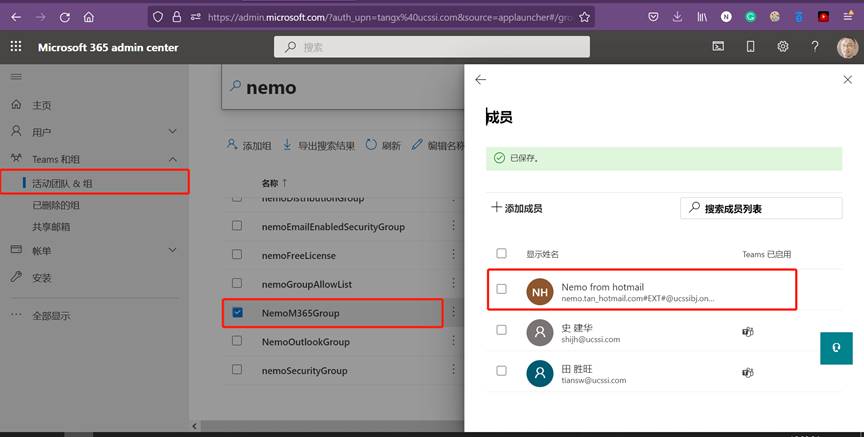 https://admin.microsoft.com/?auth_upn=tangx%40ucssi.com&source=applauncher#/gro
Microsoft 365 admin center
搜索
主页
用户
Teams 和组
活动团队 & 组
已删除的组
共享邮箱
帐单
安装
全部显示
nemo
添加组
导出搜索结果
刷新
编辑名称
名称 ↑
nemoDistributionGroup
nemoEmailEnabledSecurityGroup
nemoFreeLicense
nemoGroupAllowList
NemoM365Group
NemoOutlookGroup
nemoSecurityGroup
成员
已保存。
添加成员
搜索成员列表
显示姓名
Teams 已启用
NH
Nemo from hotmail
nemo.tan_hotmail.com#EXT#@ucssibj.on...
史 建华
shijh@ucssi.com
田 胜旺
tiansw@ucssi.com